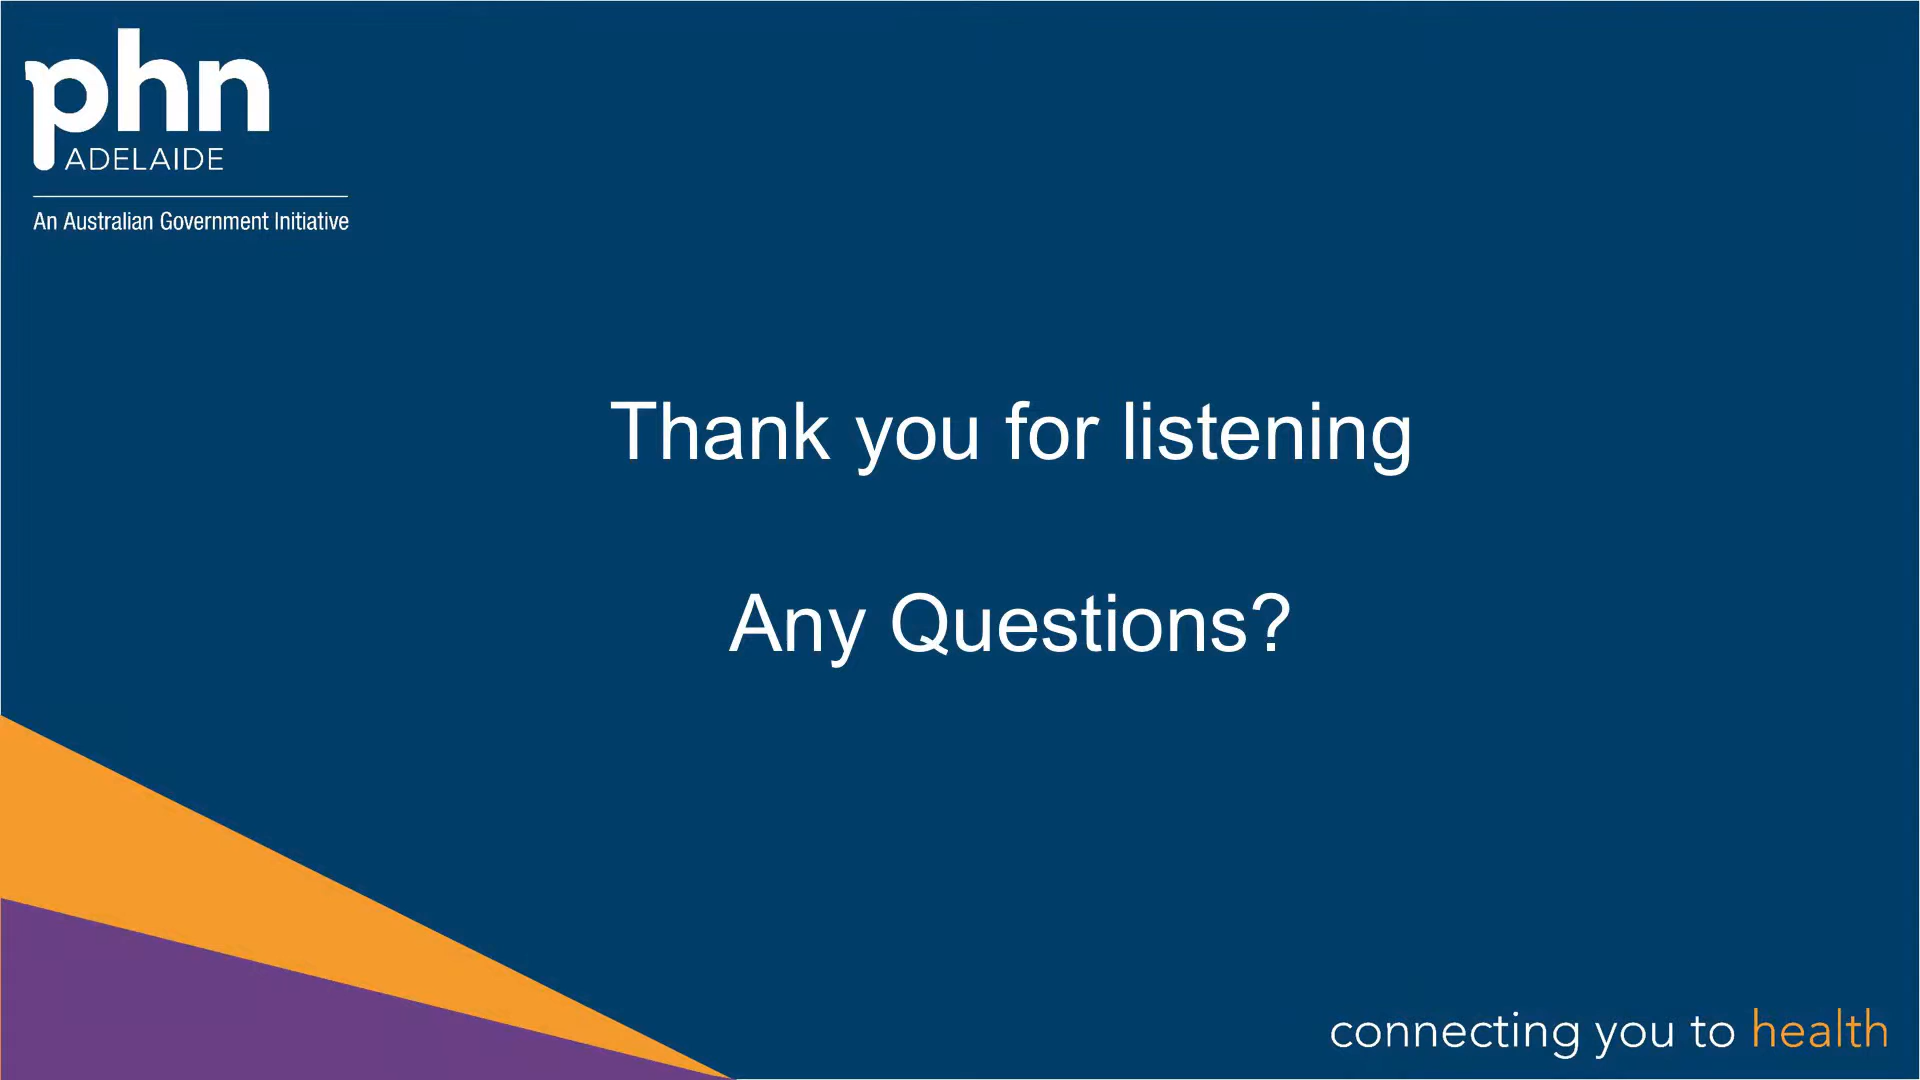 phn
ADELAIDE
An Australian Government Initiative
Thank you for listening
Any Questions?
connecting you to health